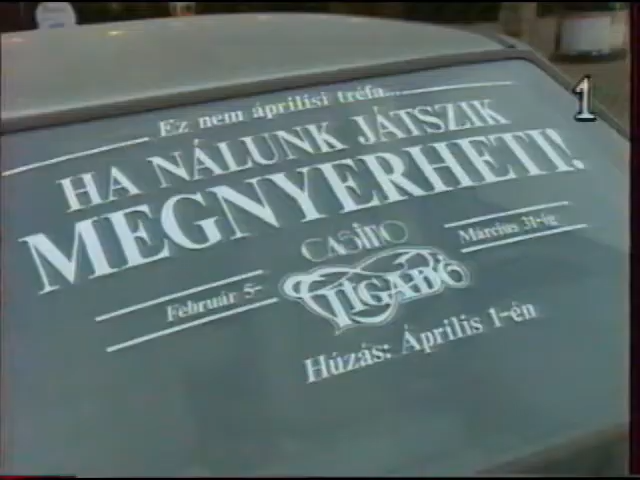 1
Ez nem áprilisi tréfa...
HA NÁLUNK JÁTSZIK
MEGNYERHETI!
Február 5-
CASINO
VIGADÓ
Március 31-ig
Húzás: Április 1-én